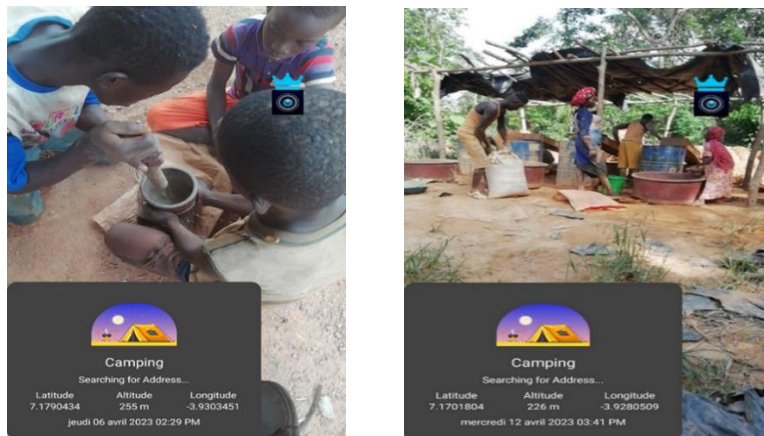 Camping
Searching for Address...
Latitude Altitude Longitude
7.1790434 255 m -3.9303451
jeudi 06 avril 2023 02:29 PM
Camping
Searching for Address...
Latitude Altitude Longitude
7.1701804 226 m -3.9280509
mercredi 12 avril 2023 03:41 PM